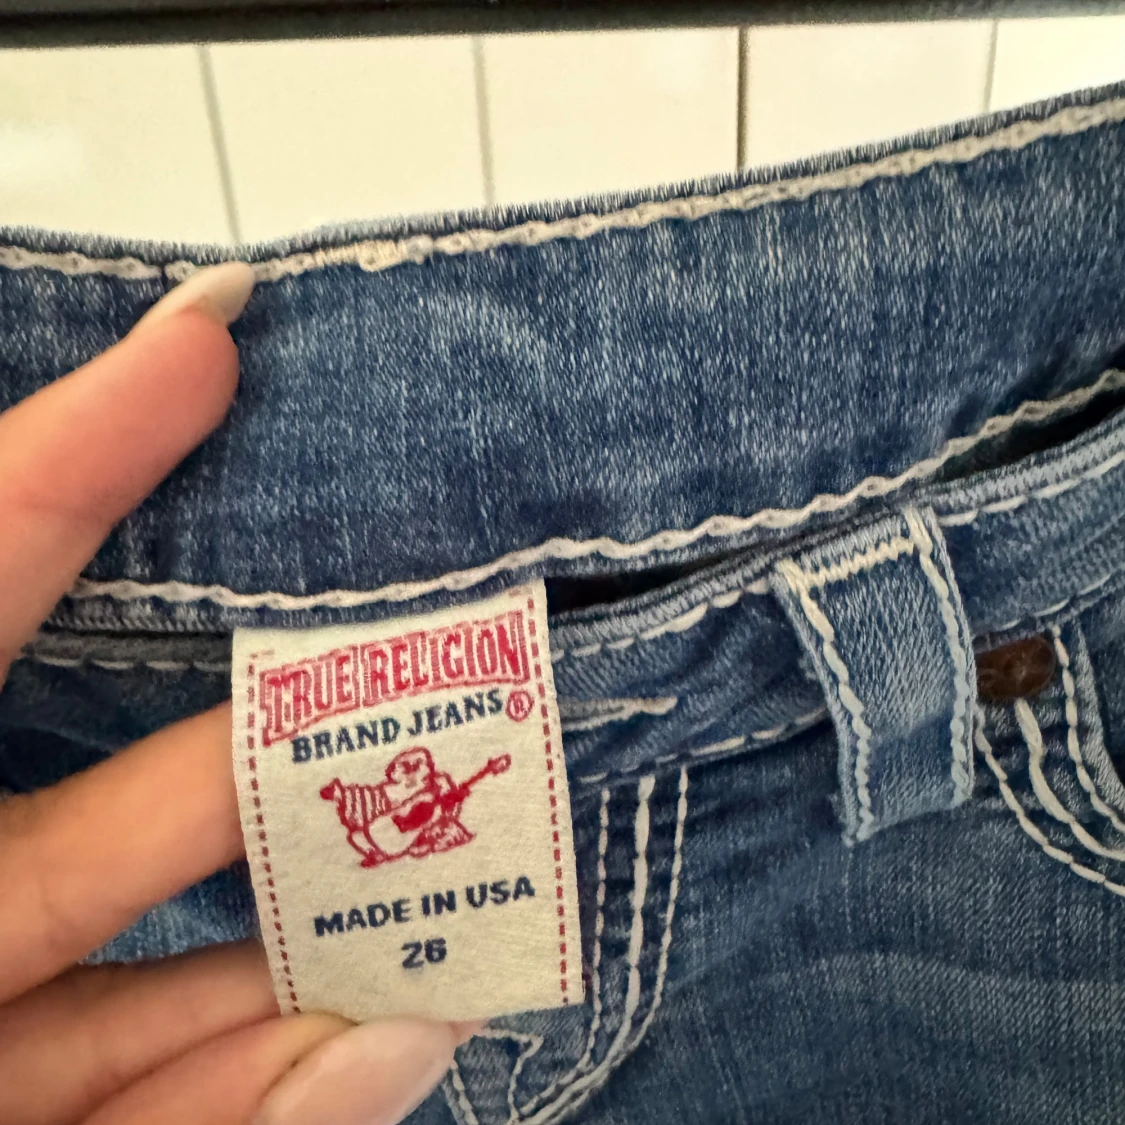 TRUE RELIGION
BRAND JEANS®
MADE IN USA
26